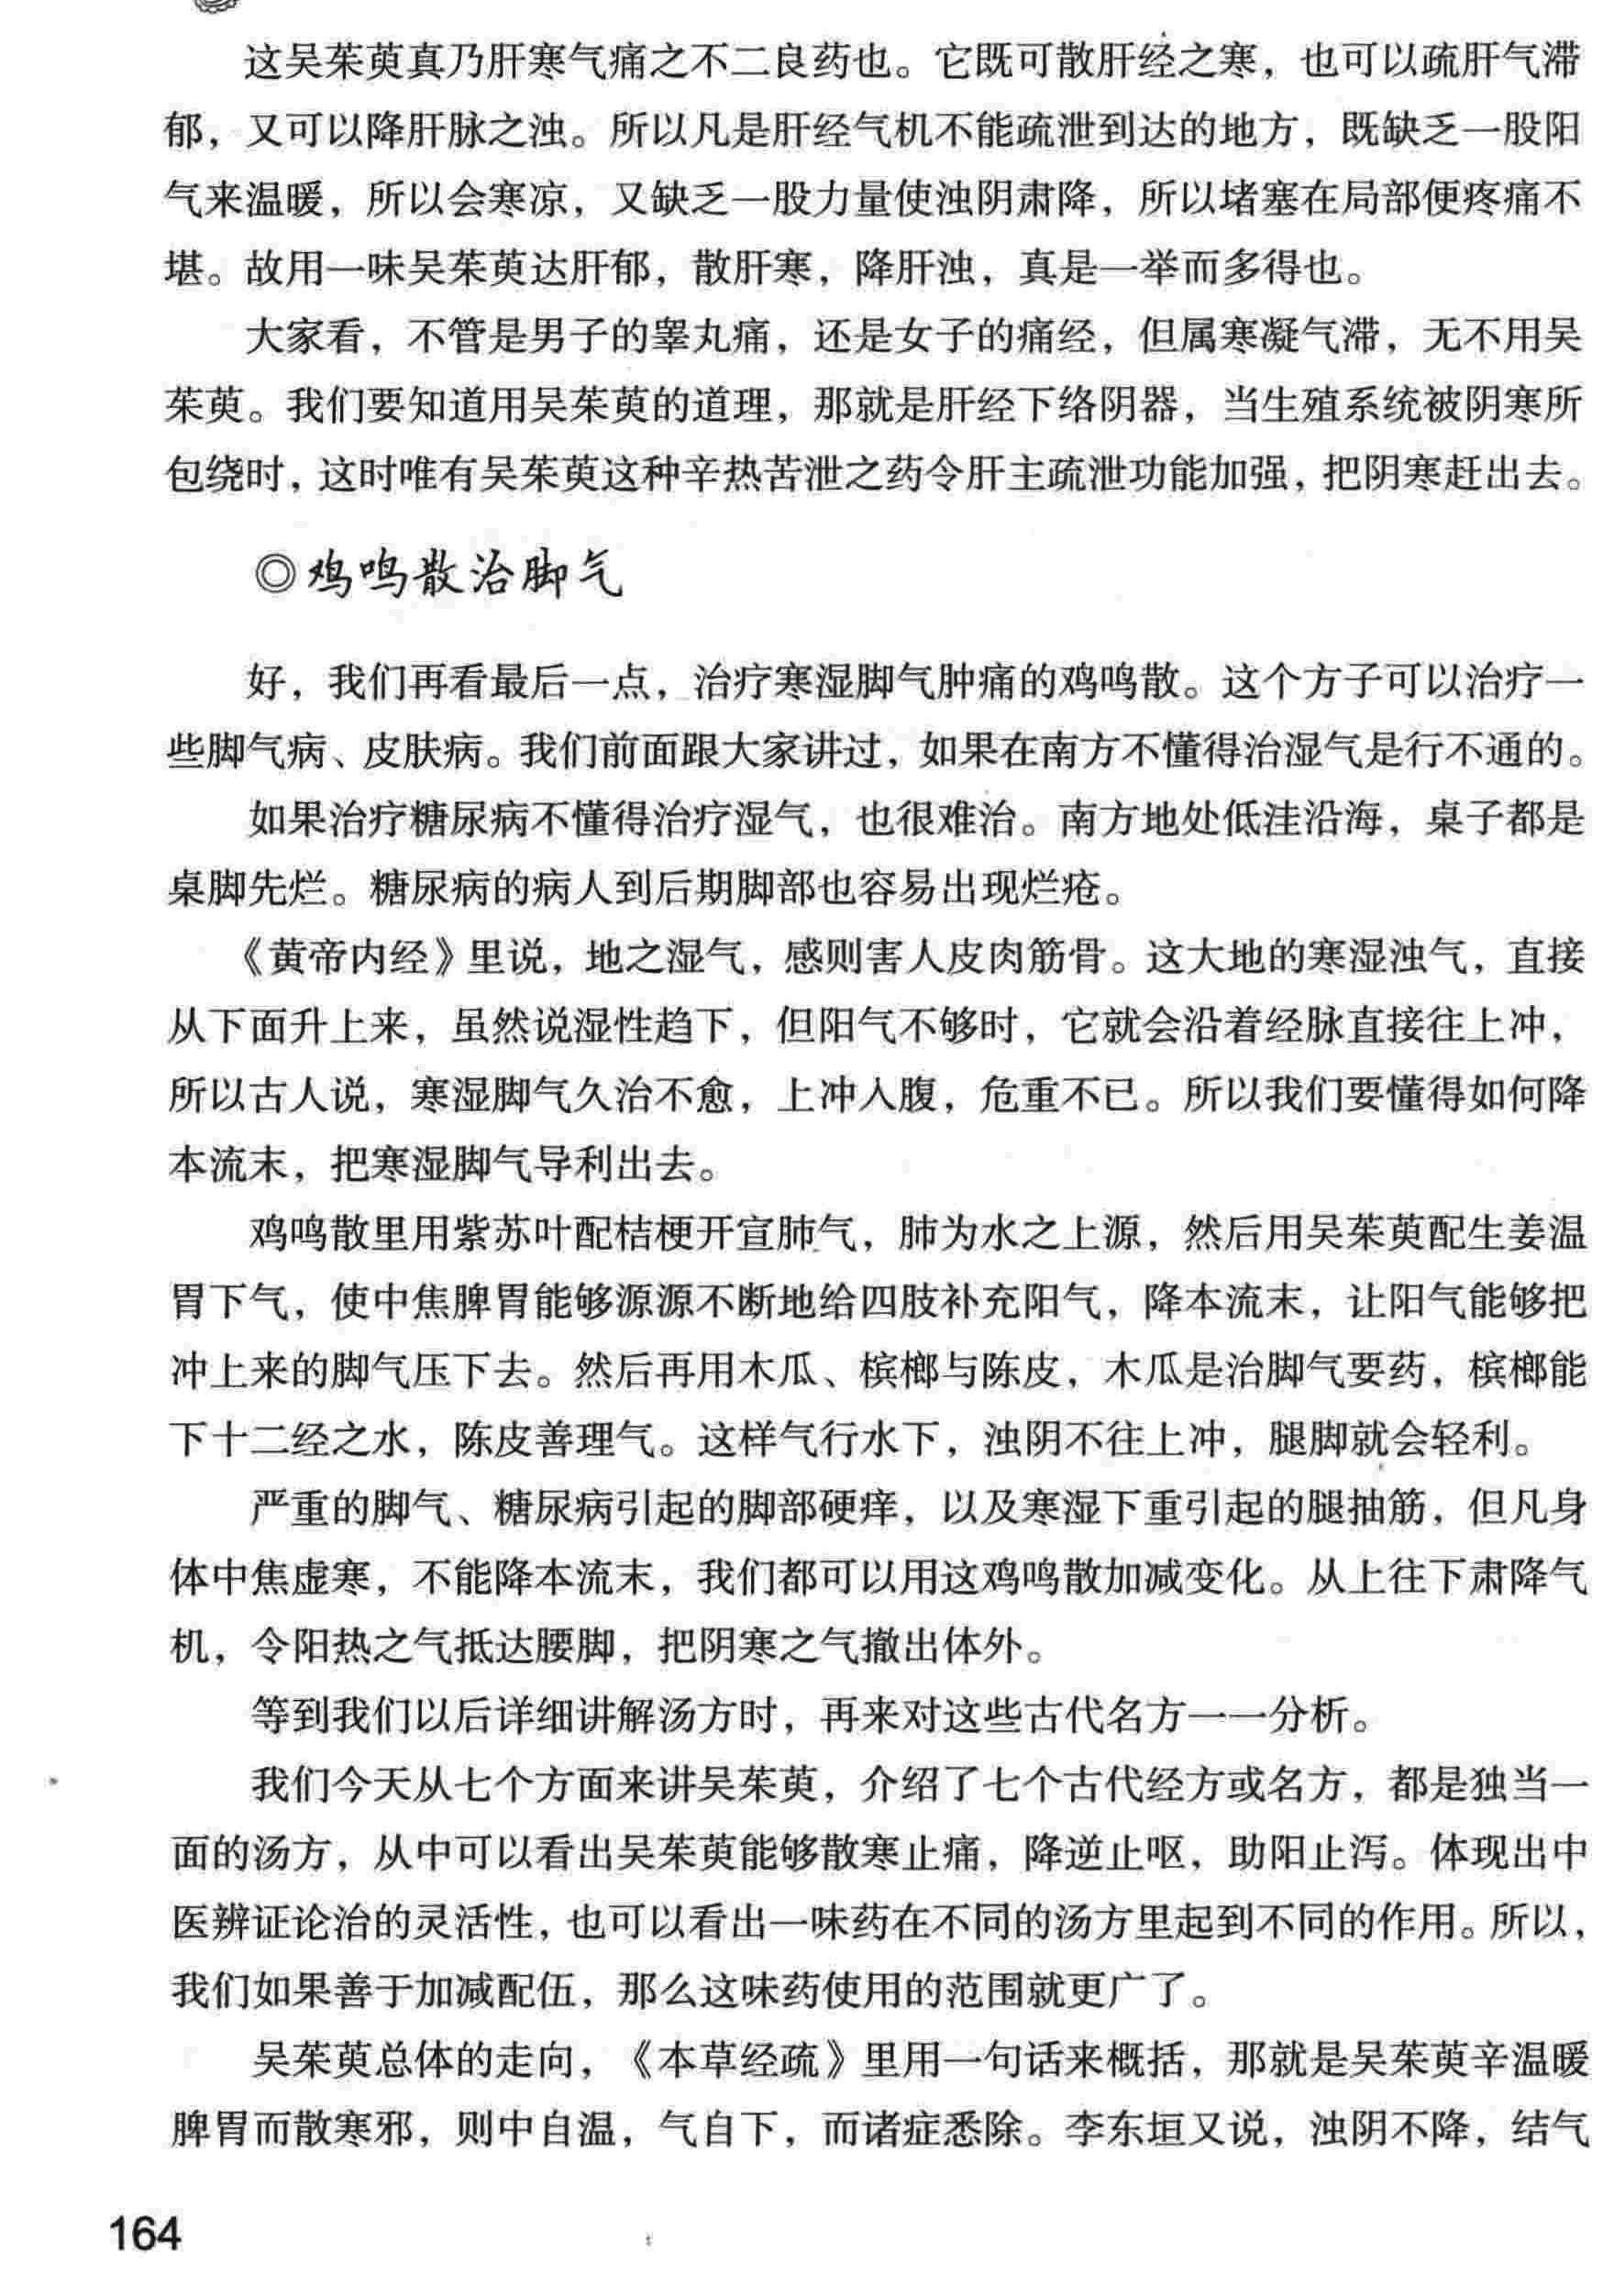 这吴茱萸真乃肝寒气痛之不二良药也。它既可散肝经之寒，也可以疏肝气滞
郁，又可以降肝脉之浊。所以凡是肝经气机不能疏泄到达的地方，既缺乏一股阳
气来温暖，所以会寒凉，又缺乏一股力量使浊阴肃降，所以堵塞在局部便疼痛不
堪。故用一味吴茱萸达肝郁，散肝寒，降肝浊，真是一举而多得也。
大家看，不管是男子的睾丸痛，还是女子的痛经，但属寒凝气滞，无不用吴
茱萸。我们要知道用吴茱萸的道理，那就是肝经下络阴器，当生殖系统被阴寒所
包绕时，这时唯有吴茱萸这种辛热苦泄之药令肝主疏泄功能加强，把阴寒赶出去。
◎鸡鸣散治脚气
好，我们再看最后一点，治疗寒湿脚气肿痛的鸡鸣散。这个方子可以治疗一
些脚气病、皮肤病。我们前面跟大家讲过，如果在南方不懂得治湿气是行不通的。
如果治疗糖尿病不懂得治疗湿气，也很难治。南方地处低洼沿海，桌子都是
桌脚先烂。糖尿病的病人到后期脚部也容易出现烂疮。
《黄帝内经》里说，地之湿气，感则害人皮肉筋骨。这大地的寒湿浊气，直接
从下面升上来，虽然说湿性趋下，但阳气不够时，它就会沿着经脉直接往上冲，
所以古人说，寒湿脚气久治不愈，上冲入腹，危重不已。所以我们要懂得如何降
本流末，把寒湿脚气导利出去。
鸡鸣散里用紫苏叶配桔梗开宣肺气，肺为水之上源，然后用吴茱萸配生姜温
胃下气，使中焦脾胃能够源源不断地给四肢补充阳气，降本流末，让阳气能够把
冲上来的脚气压下去。然后再用木瓜、槟榔与陈皮，木瓜是治脚气要药，槟榔能
下十二经之水，陈皮善理气。这样气行水下，浊阴不往上冲，腿脚就会轻利。
严重的脚气、糖尿病引起的脚部硬痒，以及寒湿下重引起的腿抽筋，但凡身
体中焦虚寒，不能降本流末，我们都可以用这鸡鸣散加减变化。从上往下肃降气
机，令阳热之气抵达腰脚，把阴寒之气撤出体外。
等到我们以后详细讲解汤方时，再来对这些古代名方一一分析。
我们今天从七个方面来讲吴茱萸，介绍了七个古代经方或名方，都是独当一
面的汤方，从中可以看出吴茱萸能够散寒止痛，降逆止呕，助阳止泻。体现出中
医辨证论治的灵活性，也可以看出一味药在不同的汤方里起到不同的作用。所以，
我们如果善于加减配伍，那么这味药使用的范围就更广了。
吴茱萸总体的走向，《本草经疏》里用一句话来概括，那就是吴茱萸辛温暖
脾胃而散寒邪，则中自温，气自下，而诸症悉除。李东垣又说，浊阴不降，结气
164